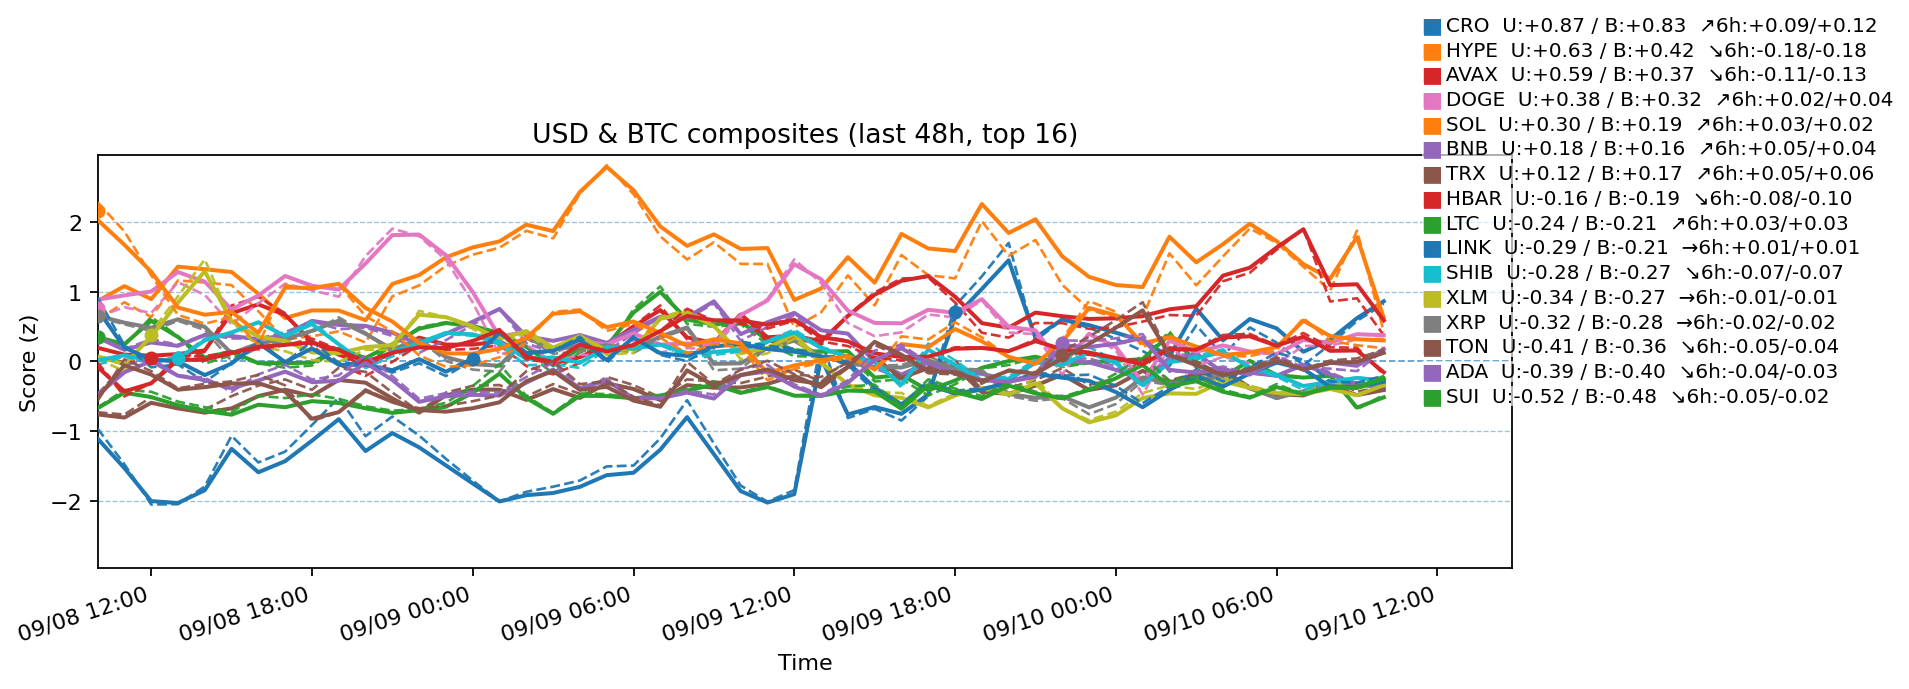 CRO U:+0.87 / B:+0.83 ↗6h:+0.09/+0.12
HYPE U:+0.63 / B:+0.42 ↘6h:-0.18/-0.18
AVAX U:+0.59 / B:+0.37 ↘6h:-0.11/-0.13
DOGE U:+0.38 / B:+0.32 ↗6h:+0.02/+0.04
SOL U:+0.30 / B:+0.19 ↗6h:+0.03/+0.02
BNB U:+0.18 / B:+0.16 ↗6h:+0.05/+0.04
TRX U:+0.12 / B:+0.17 ↗6h:+0.05/+0.06
HBAR U:-0.16 / B:-0.19 ↘6h:-0.08/-0.10
LTC U:-0.24 / B:-0.21 ↗6h:+0.03/+0.03
LINK U:-0.29 / B:-0.21 →6h:+0.01/+0.01
SHIB U:-0.28 / B:-0.27 ↘6h:-0.07/-0.07
XLM U:-0.34 / B:-0.27 →6h:-0.01/-0.01
XRP U:-0.32 / B:-0.28 →6h:-0.02/-0.02
TON U:-0.41 / B:-0.36 ↘6h:-0.05/-0.04
ADA U:-0.39 / B:-0.40 ↘6h:-0.04/-0.03
SUI U:-0.52 / B:-0.48 ↘6h:-0.05/-0.02
USD & BTC composites (last 48h, top 16)
Score (z)
2
1
0
−1
−2
09/08 12:00
09/08 18:00
09/09 00:00
09/09 06:00
09/09 12:00
09/09 18:00
09/10 00:00
09/10 06:00
09/10 12:00
Time